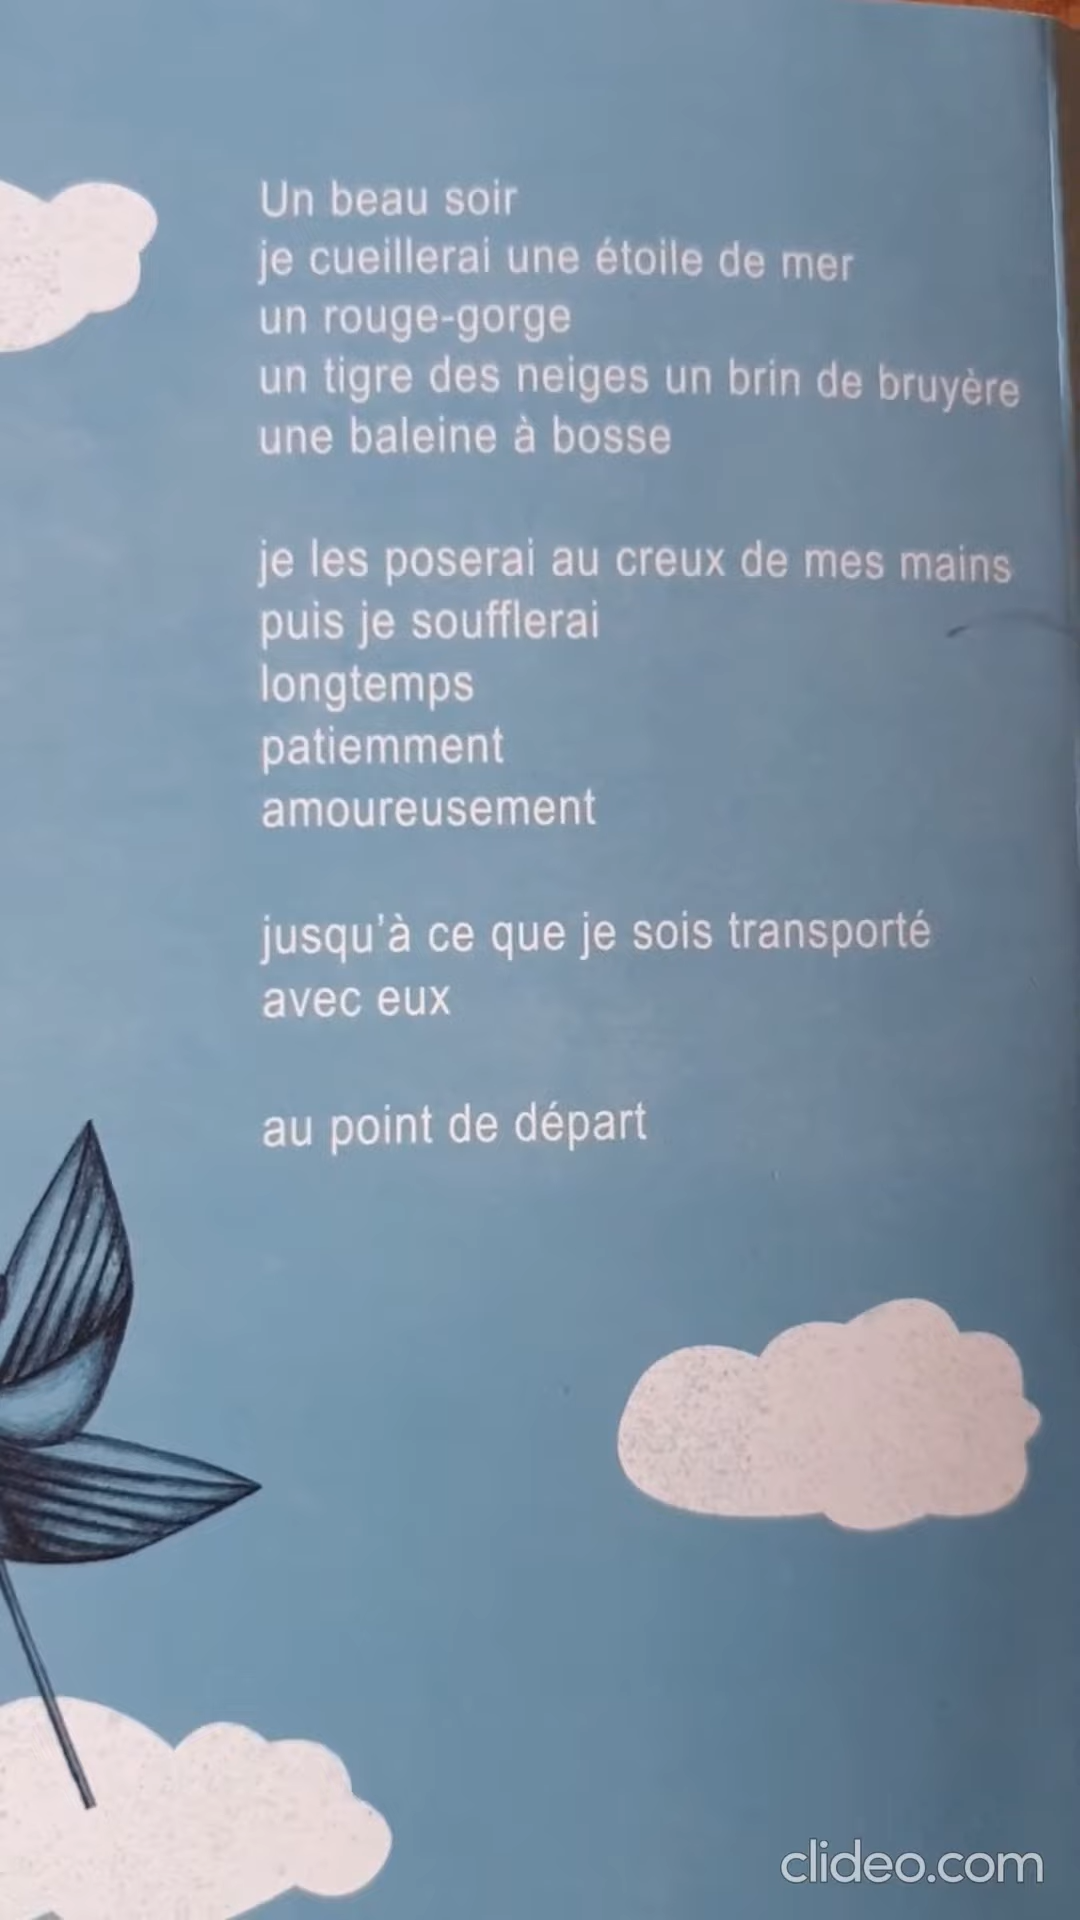 Un beau soir
je cueillerai une étoile de mer
un rouge-gorge
un tigre des neiges un brin de bruyère
une baleine à bosse
je les poserai au creux de mes mains
puis je soufflerai
longtemps
patiemment
amoureusement
jusqu'à ce que je sois transporté
avec eux
au point de départ
clideo.com